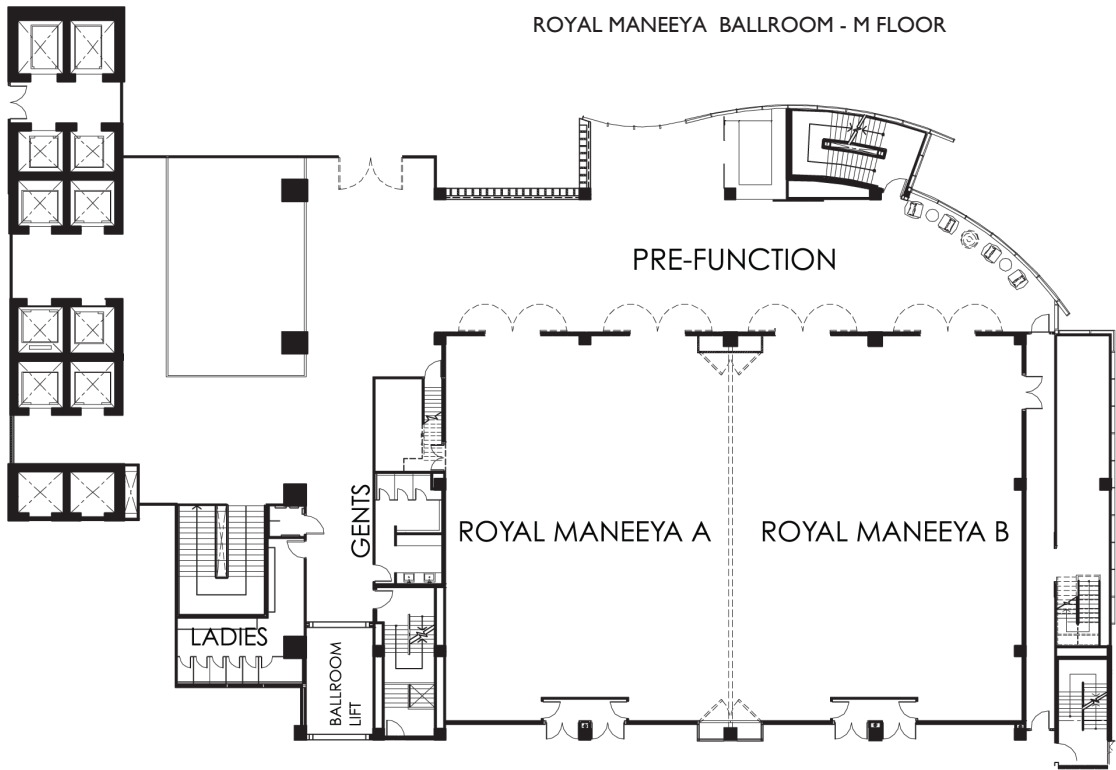 ROYAL MANEEYA BALLROOM - M FLOOR
PRE-FUNCTION
GENTS
ROYAL MANEEYA A
ROYAL MANEEYA B
LADIES
BALLROOM
LIFT